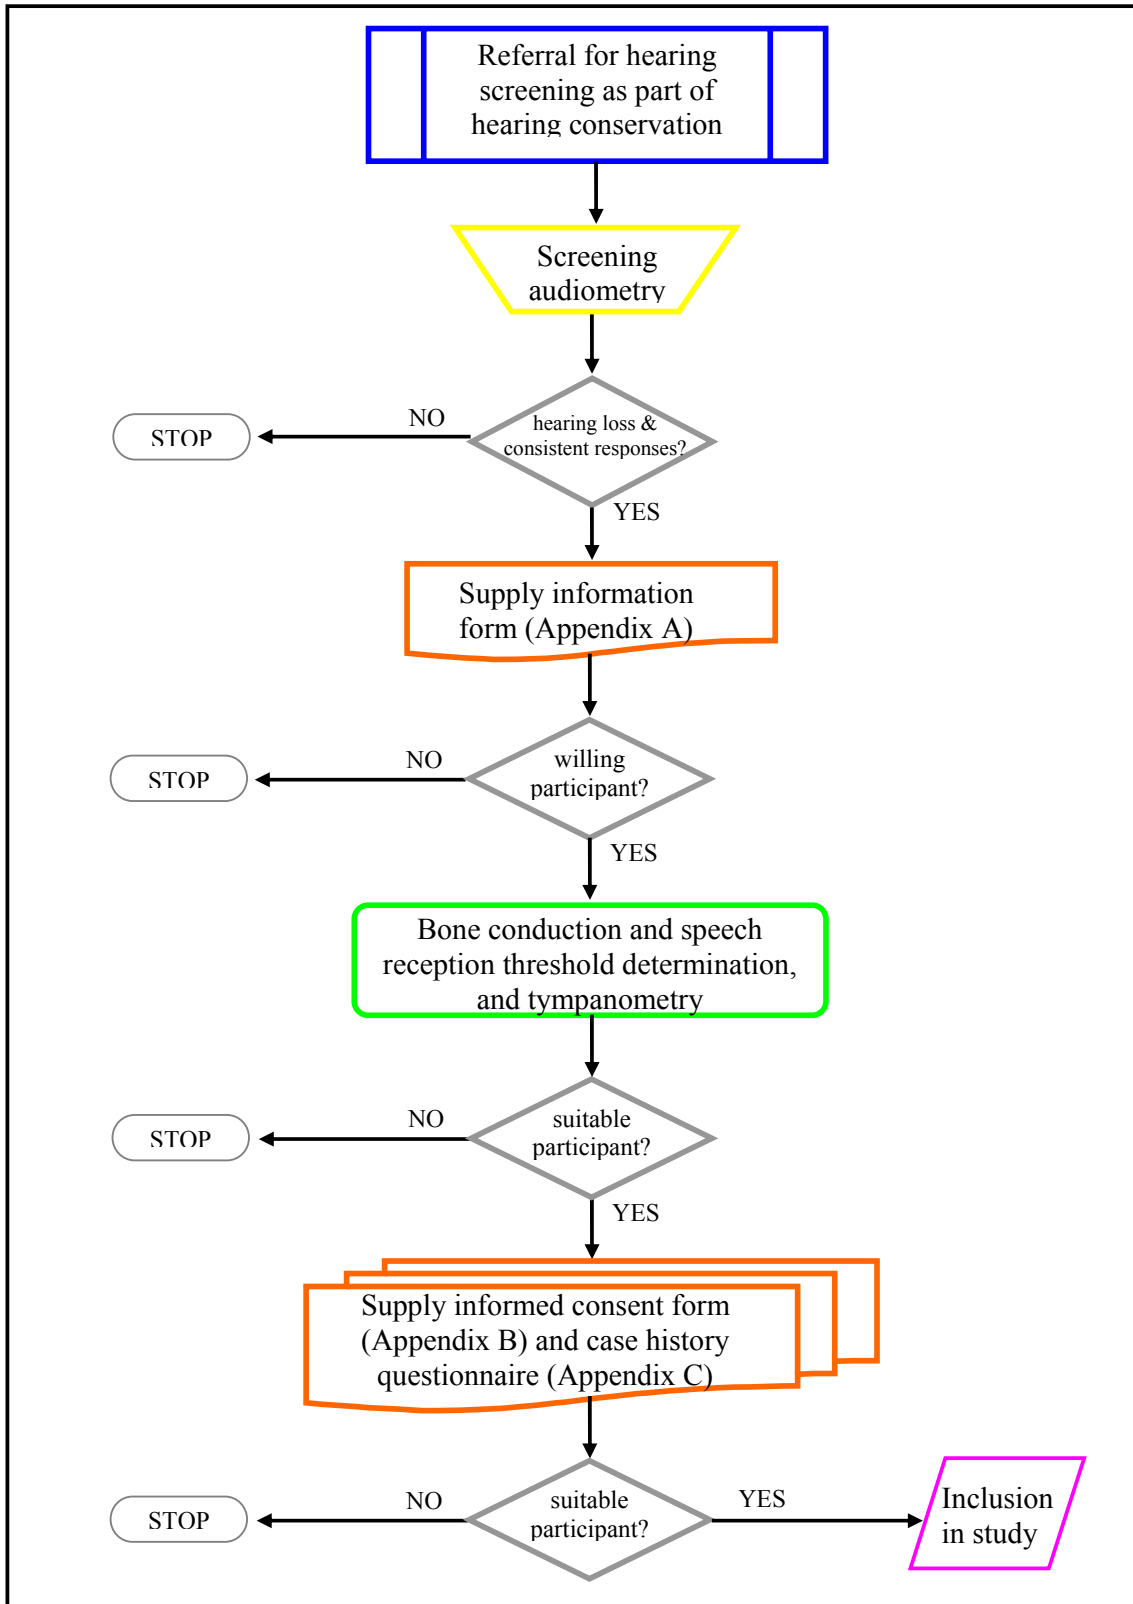 Referral for hearing
screening as part of
hearing conservation
Screening
audiometry
hearing loss &
consistent responses?
NO
STOP
YES
Supply information
form (Appendix A)
willing
participant?
NO
STOP
YES
Bone conduction and speech
reception threshold determination,
and tympanometry
suitable
participant?
NO
STOP
YES
Supply informed consent form
(Appendix B) and case history
questionnaire (Appendix C)
suitable
participant?
NO
STOP
YES
Inclusion
in study